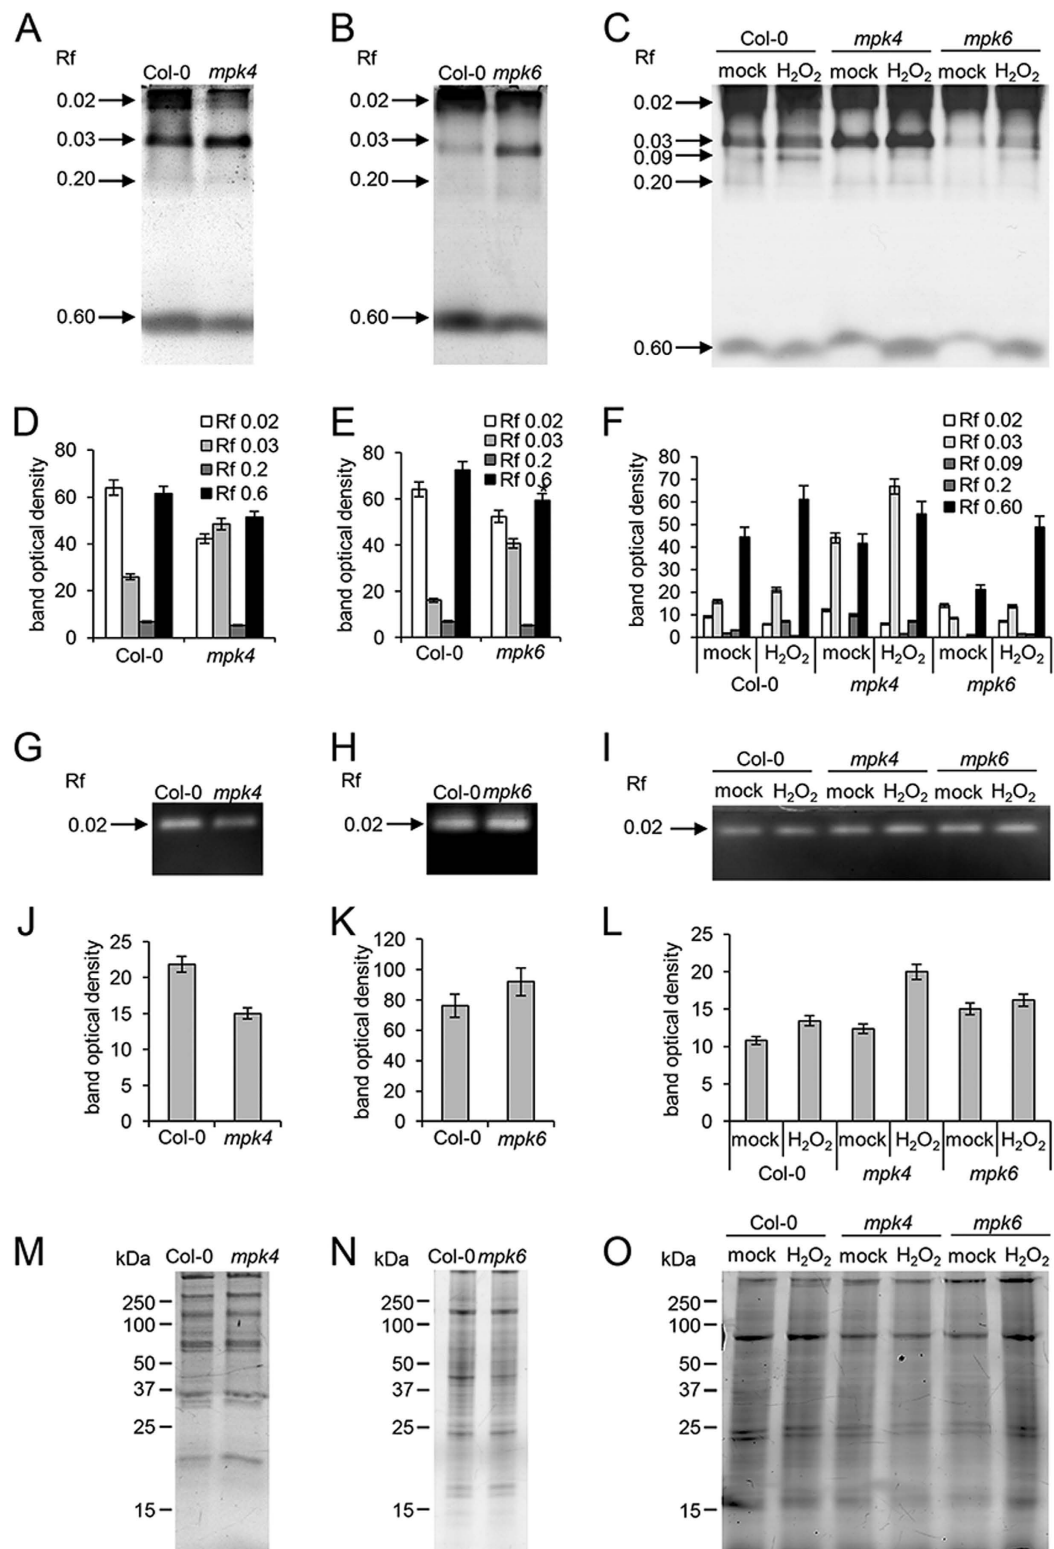 A
Rf
Col-0 mpk4
0.02
0.03
0.20
0.60
B
Rf
Col-0 mpk6
0.02
0.03
0.20
0.60
C
Rf
Col-0 mpk4 mpk6
mock H₂O₂ mock H₂O₂ mock H₂O₂
0.02
0.03
0.09
0.20
0.60
D
band optical density
80
60
40
20
0
Rf 0.02
Rf 0.03
Rf 0.2
Rf 0.6
Col-0 mpk4
E
band optical density
80
60
40
20
0
Rf 0.02
Rf 0.03
Rf 0.2
Rf 0.6
*
Col-0 mpk6
F
band optical density
80
70
60
50
40
30
20
10
0
Rf 0.02
Rf 0.03
Rf 0.09
Rf 0.2
Rf 0.60
mock H₂O₂ mock H₂O₂ mock H₂O₂
Col-0 mpk4 mpk6
G
Rf
Col-0 mpk4
0.02
H
Rf
Col-0 mpk6
0.02
I
Rf
Col-0 mpk4 mpk6
mock H₂O₂ mock H₂O₂ mock H₂O₂
0.02
J
band optical density
25
20
15
10
5
0
Col-0 mpk4
K
band optical density
120
100
80
60
40
20
0
Col-0 mpk6
L
band optical density
25
20
15
10
5
0
mock H₂O₂ mock H₂O₂ mock H₂O₂
Col-0 mpk4 mpk6
M
kDa
Col-0 mpk4
250
100
50
37
25
15
N
kDa
Col-0 mpk6
250
100
50
37
25
15
O
kDa
Col-0 mpk4 mpk6
mock H₂O₂ mock H₂O₂ mock H₂O₂
250
100
50
37
25
15